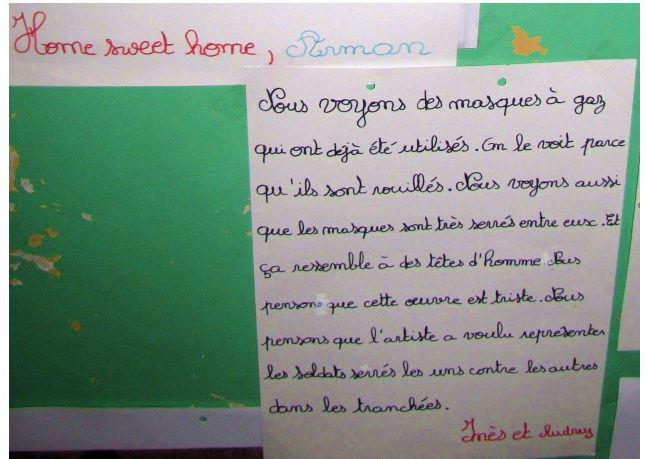 Home sweet home, Arman
Nous voyons des masques à gaz
qui ont déjà été utilisés. On le voit parce
qu'ils sont rouillés. Nous voyons aussi
que les masques sont très serrés entre eux. Et
ça ressemble à des têtes d'homme. Nous
pensons que cette œuvre est triste. Nous
pensons que l'artiste a voulu représenter
les soldats serrés les uns contre les autres
dans les tranchées.
Inès et Audrey